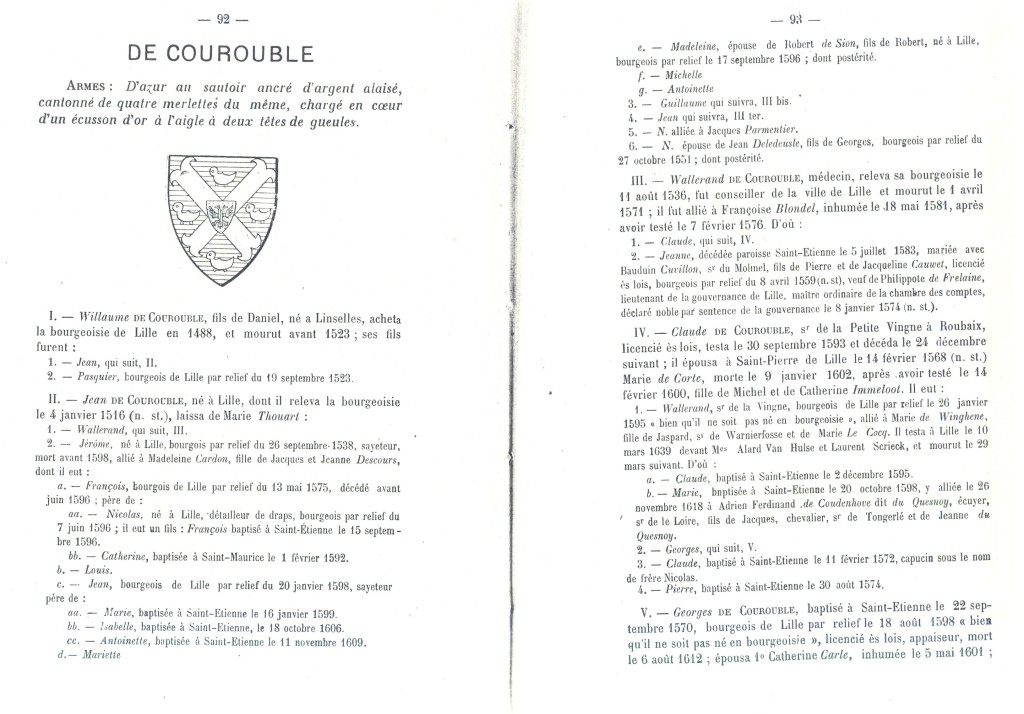 — 92 —
DE COUROUBLE
ARMES : D'azur au sautoir ancré d'argent alaisé,
cantonné de quatre merlettes du même, chargé en cœur
d'un écusson d'or à l'aigle à deux têtes de gueules.
I. — Willaume DE COUROUBLE, fils de Daniel, né a Linselles, acheta
la bourgeoisie de Lille en 1488, et mourut avant 1523 ; ses fils
furent :
1. — Jean, qui suit, II.
2. — Pasquier, bourgeois de Lille par relief du 19 septembre 1523.
II. — Jean DE COUROUBLE, né à Lille, dont il releva la bourgeoisie
le 4 janvier 1516 (n. st.), laissa de Marie Thouart :
1. — Wallerand, qui suit, III.
2. — Jérôme, né à Lille, bourgois par relief du 26 septembre 1538, sayeteur,
mort avant 1598, allié à Madeleine Cardon, fille de Jacques et Jeanne Descours,
dont il eut :
a. — François, bourgois de Lille par relief du 13 mai 1575, décédé avant
juin 1596 ; père de :
aa. — Nicolas, né à Lille, détailleur de draps, bourgeois par relief du
7 juin 1596 ; il eut un fils : François baptisé à Saint-Étienne le 15 septem-
bre 1596.
bb. — Catherine, baptisée à Saint-Maurice le 1 février 1592.
b. — Louis.
c. — Jean, bourgeois de Lille par relief du 20 janvier 1598, sayeteur
père de :
aa. — Marie, baptisée à Saint-Etienne le 16 janvier 1599.
bb. — Isabelle, baptisée à Saint-Etienne, le 18 octobre 1606.
cc. — Antoinette, baptisée à Saint-Etienne le 11 novembre 1609.
d. — Mariette
— 93 —
e. — Madeleine, épouse de Robert de Sion, fils de Robert, né à Lille,
bourgeois par relief le 17 septembre 1596 ; dont postérité.
f. — Michelle
g. — Antoinette
3. — Guillaume qui suivra, III bis.
4. — Jean qui suivra, III ter.
5. — N. alliée à Jacques Parmentier.
6. — N. épouse de Jean Deledeusle, fils de Georges, bourgeois par relief du
27 octobre 1551 ; dont postérité.
III. — Wallerand DE COUROUBLE, médecin, releva sa bourgeoisie le
11 août 1536, fut conseiller de la ville de Lille et mourut le 1 avril
1571 ; il fut allié à Françoise Blondel, inhumée le 18 mai 1581, après
avoir testé le 7 février 1576. D'où :
1. — Claude, qui suit, IV.
2. — Jeanne, décédée paroisse Saint-Etienne le 5 juillet 1583, mariée avec
Bauduin Cuvillon, sr du Molmel, fils de Pierre et de Jacqueline Cauwet, licencié
ès lois, bourgeois par relief du 8 avril 1559 (n. st), veuf de Philippote de Frelaine,
lieutenant de la gouvernance de Lille, maître ordinaire de la chambre des comptes,
déclaré noble par sentence de la gouvernance le 8 janvier 1574 (n. st.).
IV. — Claude DE COUROUBLE, sr de la Petite Vingne à Roubaix,
licencié ès lois, testa le 30 septembre 1593 et décéda le 24 décembre
suivant ; il épousa à Saint-Pierre de Lille le 14 février 1568 (n. st.)
Marie de Corte, morte le 9 janvier 1602, après avoir testé le 14
février 1600, fille de Michel et de Catherine Immeloot. Il eut :
1. — Wallerand, sr de la Vingne, bourgeois de Lille par relief le 26 janvier
1595 « bien qu'il ne soit pas né en bourgeoisie », allié à Marie de Winghene,
fille de Jaspard, sr de Warnierfosse et de Marie Le Cocq. Il testa à Lille le 10
mars 1639 devant Mes Alard Van Hulse et Laurent Scrieck, et mourut le 29
mars suivant. D'où :
a. — Claude, baptisé à Saint-Etienne le 2 décembre 1595.
b. — Marie, bnptisée à Saint-Etienne le 20 octobre 1598, y alliée le 26
novembre 1618 à Adrien Ferdinand de Coudenhove dit du Quesnoy, écuyer,
sr de le Loire, fils de Jacques, chevalier, sr de Tongerlé et de Jeanne du
Quesnoy.
2. — Georges, qui suit, V.
3. — Claude, baptisé à Saint-Etienne le 11 février 1572, capucin sous le nom
de frère Nicolas.
4. — Pierre, baptisé à Saint-Etienne le 30 août 1574.
V. — Georges DE COUROUBLE, baptisé à Saint-Etienne le 22 sep-
tembre 1570, bourgeois de Lille par relief le 18 août 1598 « bien
qu'il ne soit pas né en bourgeoisie », licencié ès lois, appaiseur, mort
le 6 août 1612 ; épousa 1o Catherine Carle, inhumée le 5 mai 1601 ;